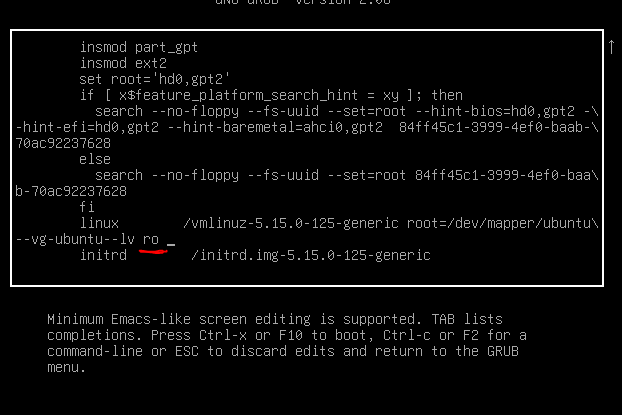 GNU GRUB version 2.06
insmod part_gpt
insmod ext2
set root='hd0,gpt2'
if [ x$feature_platform_search_hint = xy ]; then
search --no-floppy --fs-uuid --set=root --hint-bios=hd0,gpt2 -\
-hint-efi=hd0,gpt2 --hint-baremetal=ahci0,gpt2 84ff45c1-3999-4ef0-baab-\
70ac92237628
else
search --no-floppy --fs-uuid --set=root 84ff45c1-3999-4ef0-baa\
b-70ac92237628
fi
linux /vmlinuz-5.15.0-125-generic root=/dev/mapper/ubuntu\
--vg-ubuntu--lv ro _
initrd /initrd.img-5.15.0-125-generic
Minimum Emacs-like screen editing is supported. TAB lists
completions. Press Ctrl-x or F10 to boot, Ctrl-c or F2 for a
command-line or ESC to discard edits and return to the GRUB
menu.